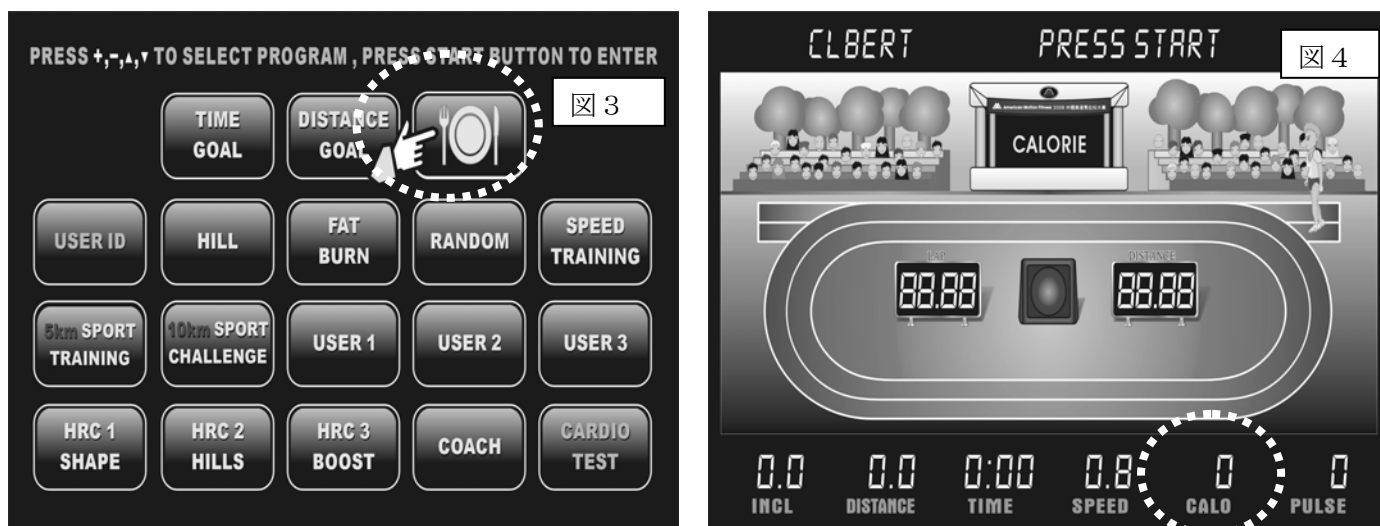 PRESS +,-,▲,▼ TO SELECT PROGRAM , PRESS START BUTTON TO ENTER
図3
TIME
GOAL
DISTANCE
GOAL
USER ID
HILL
FAT
BURN
RANDOM
SPEED
TRAINING
5km SPORT
TRAINING
10km SPORT
CHALLENGE
USER 1
USER 2
USER 3
HRC 1
SHAPE
HRC 2
HILLS
HRC 3
BOOST
COACH
CARDIO
TEST
CLBERT PRESS START
図4
CALORIE
LAP
88.88
DISTANCE
88.88
0.0 0.0 0:00 0.8 0 0
INCL DISTANCE TIME SPEED CALO PULSE